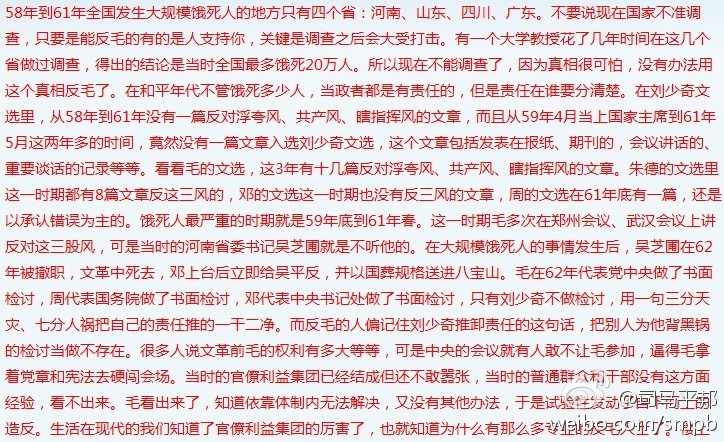 58年到61年全国发生大规模饿死人的地方只有四个省：河南、山东、四川、广东。不要说现在国家不准调
查，只要是能反毛的有的是人支持你，关键是调查之后会大受打击。有一个大学教授花了几年时间在这几个
省做过调查，得出的结论是当时全国最多饿死20万人。所以现在不能调查了，因为真相很可怕，没有办法用
这个真相反毛了。在和平年代不管饿死多少人，当政者都是有责任的，但是责任在谁要分清楚。在刘少奇文
选里，从58年到61年没有一篇反对浮夸风、共产风、瞎指挥风的文章，而且从59年4月当上国家主席到61年
5月这两年多的时间，竟然没有一篇文章入选刘少奇文选，这个文章包括发表在报纸、期刊的，会议讲话的、
重要谈话的记录等等。看看毛的文选，这3年有十几篇反对浮夸风、共产风、瞎指挥风的文章。朱德的文选里
这一时期都有8篇文章反这三风的，邓的文选这一时期也没有反三风的文章，周的文选在61年底有一篇，还是
以承认错误为主的。饿死人最严重的时期就是59年底到61年春。这一时期毛多次在郑州会议、武汉会议上讲
反对这三股风，可是当时的河南省委书记吴芝圃就是不听他的。在大规模饿死人的事情发生后，吴芝圃在62
年被撤职，文革中死去，邓上台后立即给吴平反，并以国葬规格送进八宝山。毛在62年代表党中央做了书面
检讨，周代表国务院做了书面检讨，邓代表中央书记处做了书面检讨，只有刘少奇不做检讨，用一句三分天
灾、七分人祸把自己的责任推的一干二净。而反毛的人偏记住刘少奇推卸责任的这句话，把别人为他背黑锅
的检讨当做不存在。很多人说文革前毛的权利有多大等等，可是中央的会议就有人敢不让毛参加，逼得毛拿
着党章和宪法去硬闯会场。当时的官僚利益集团已经结成但还不敢嚣张，当时的普通群众和干部没有这方面
经验，看不出来。毛看出来了，知道依靠体制内无法解决，又没有其他办法，于是试验性发动了自下而上的
造反。生活在现代的我们知道了官僚利益集团的厉害了，也就知道为什么有那么多守旧的
@司马平邦
weibo.com/smpb